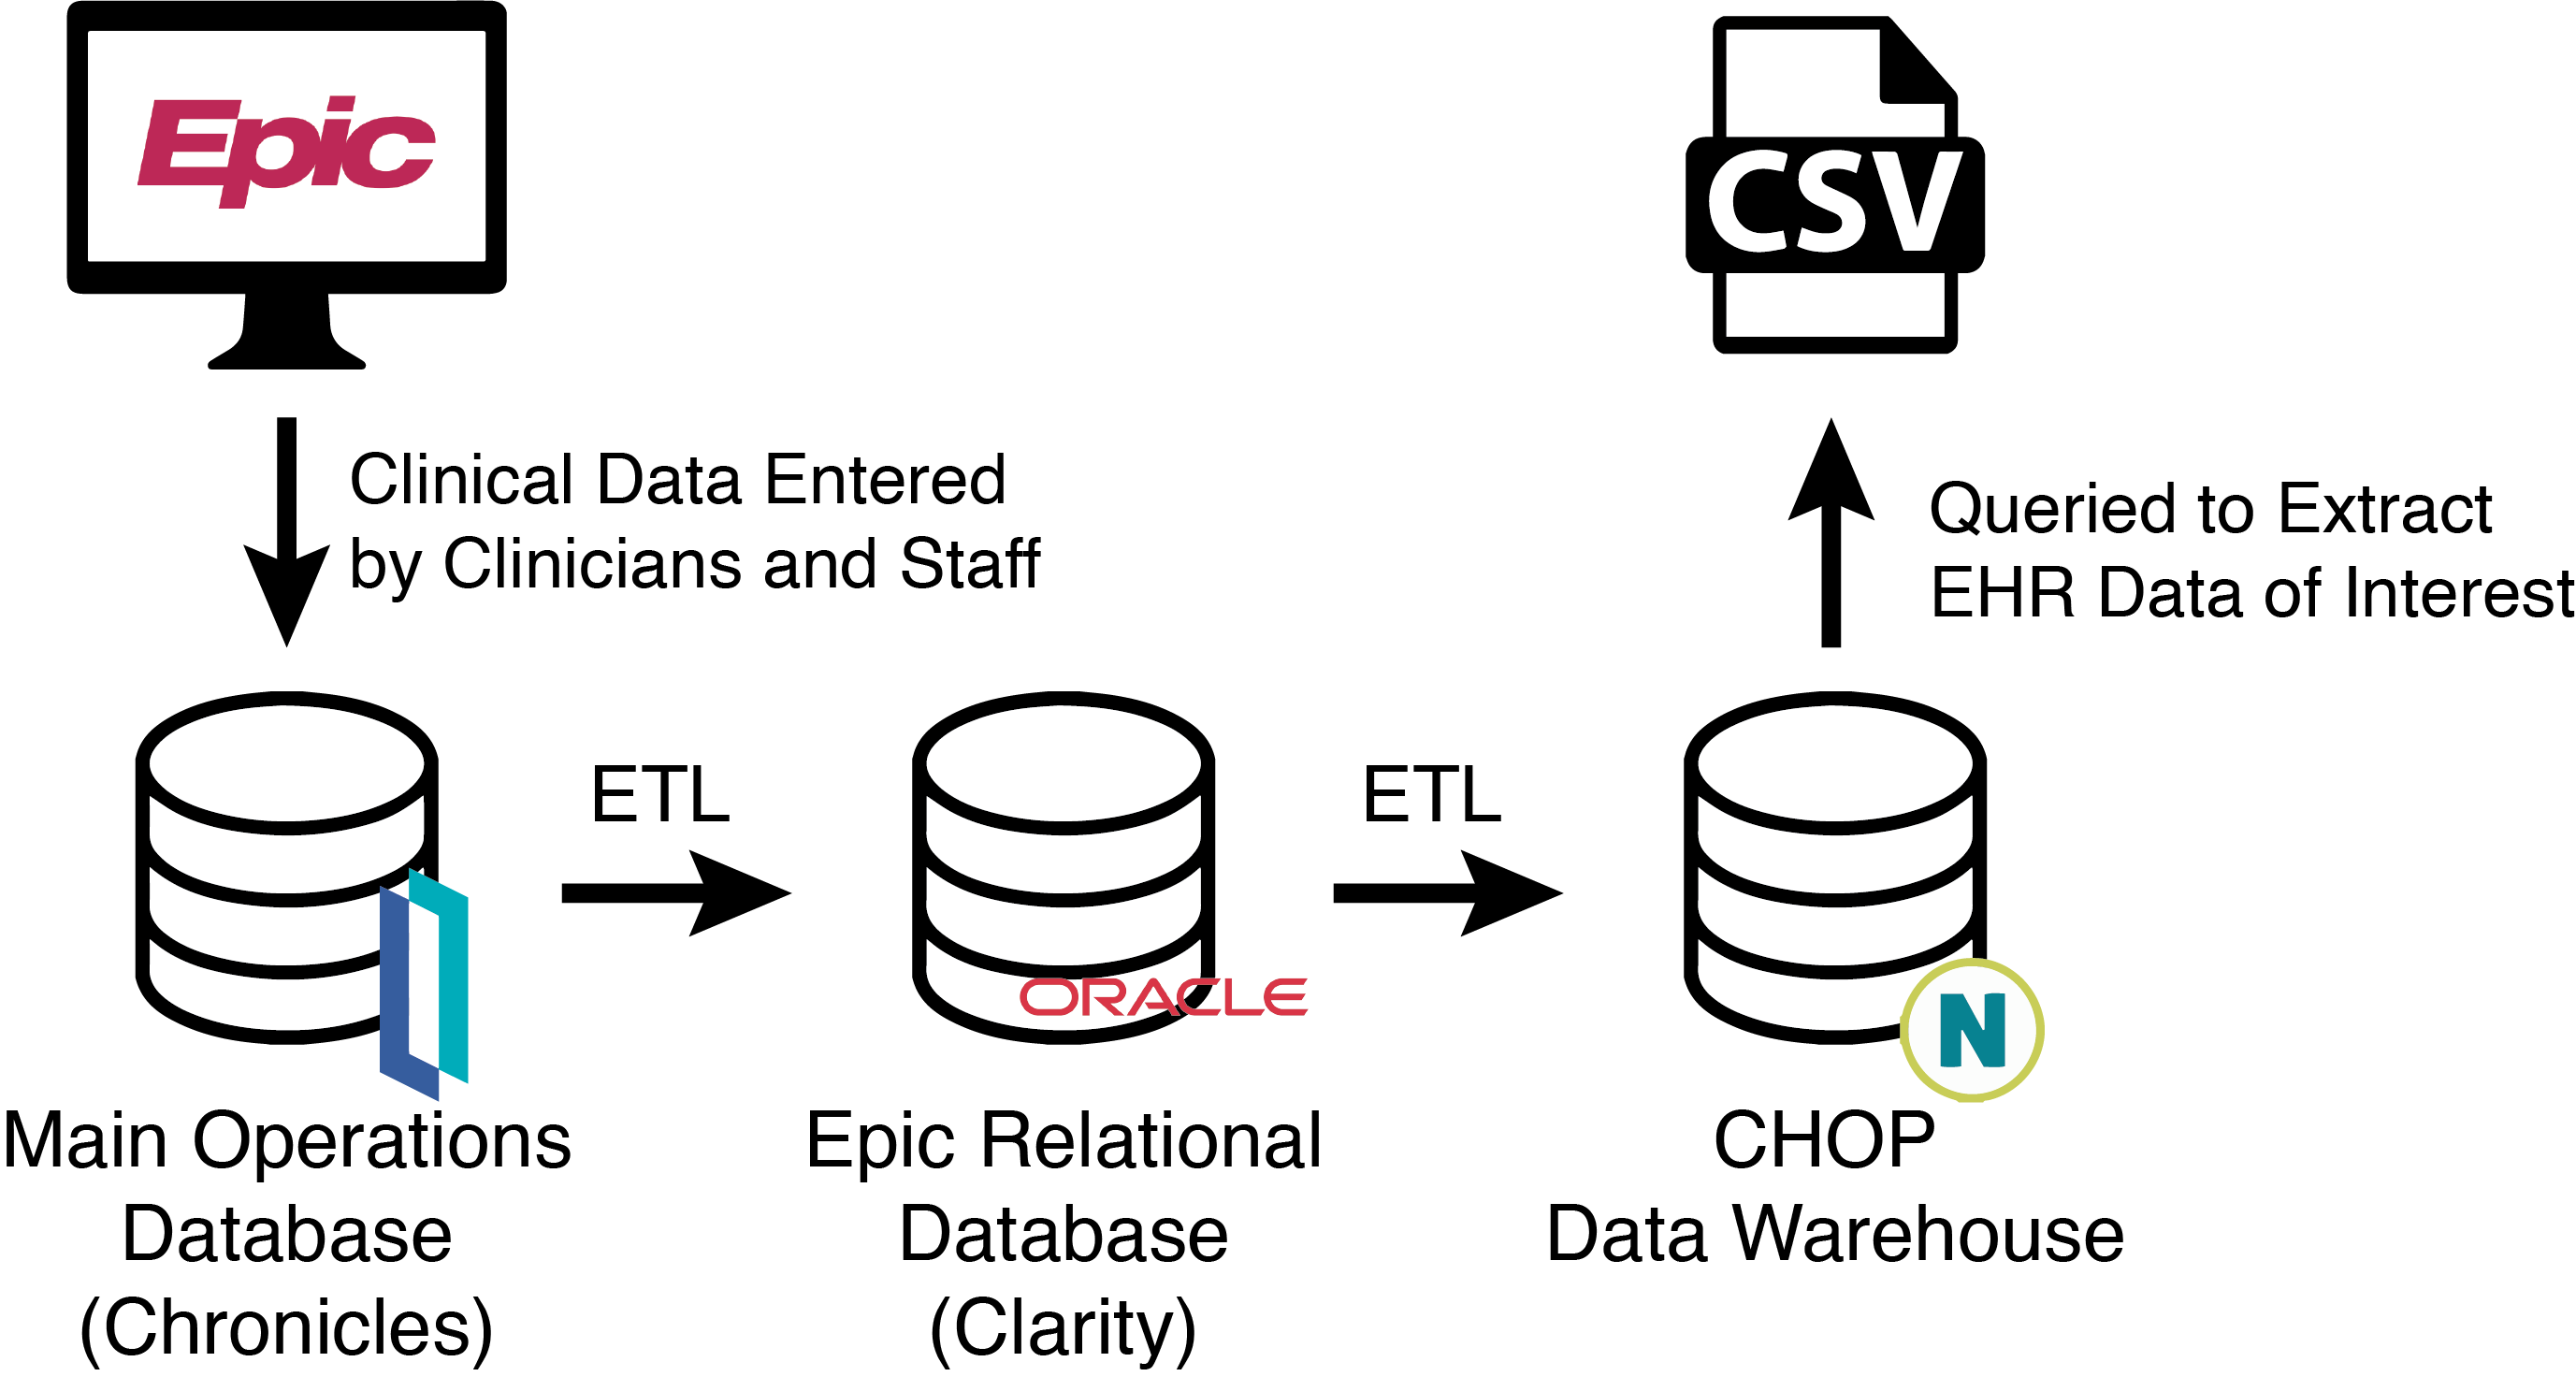 Epic
CSV
Clinical Data Entered
by Clinicians and Staff
Queried to Extract
EHR Data of Interest
ETL
ETL
ORACLE
N
Main Operations
Database
(Chronicles)
Epic Relational
Database
(Clarity)
CHOP
Data Warehouse